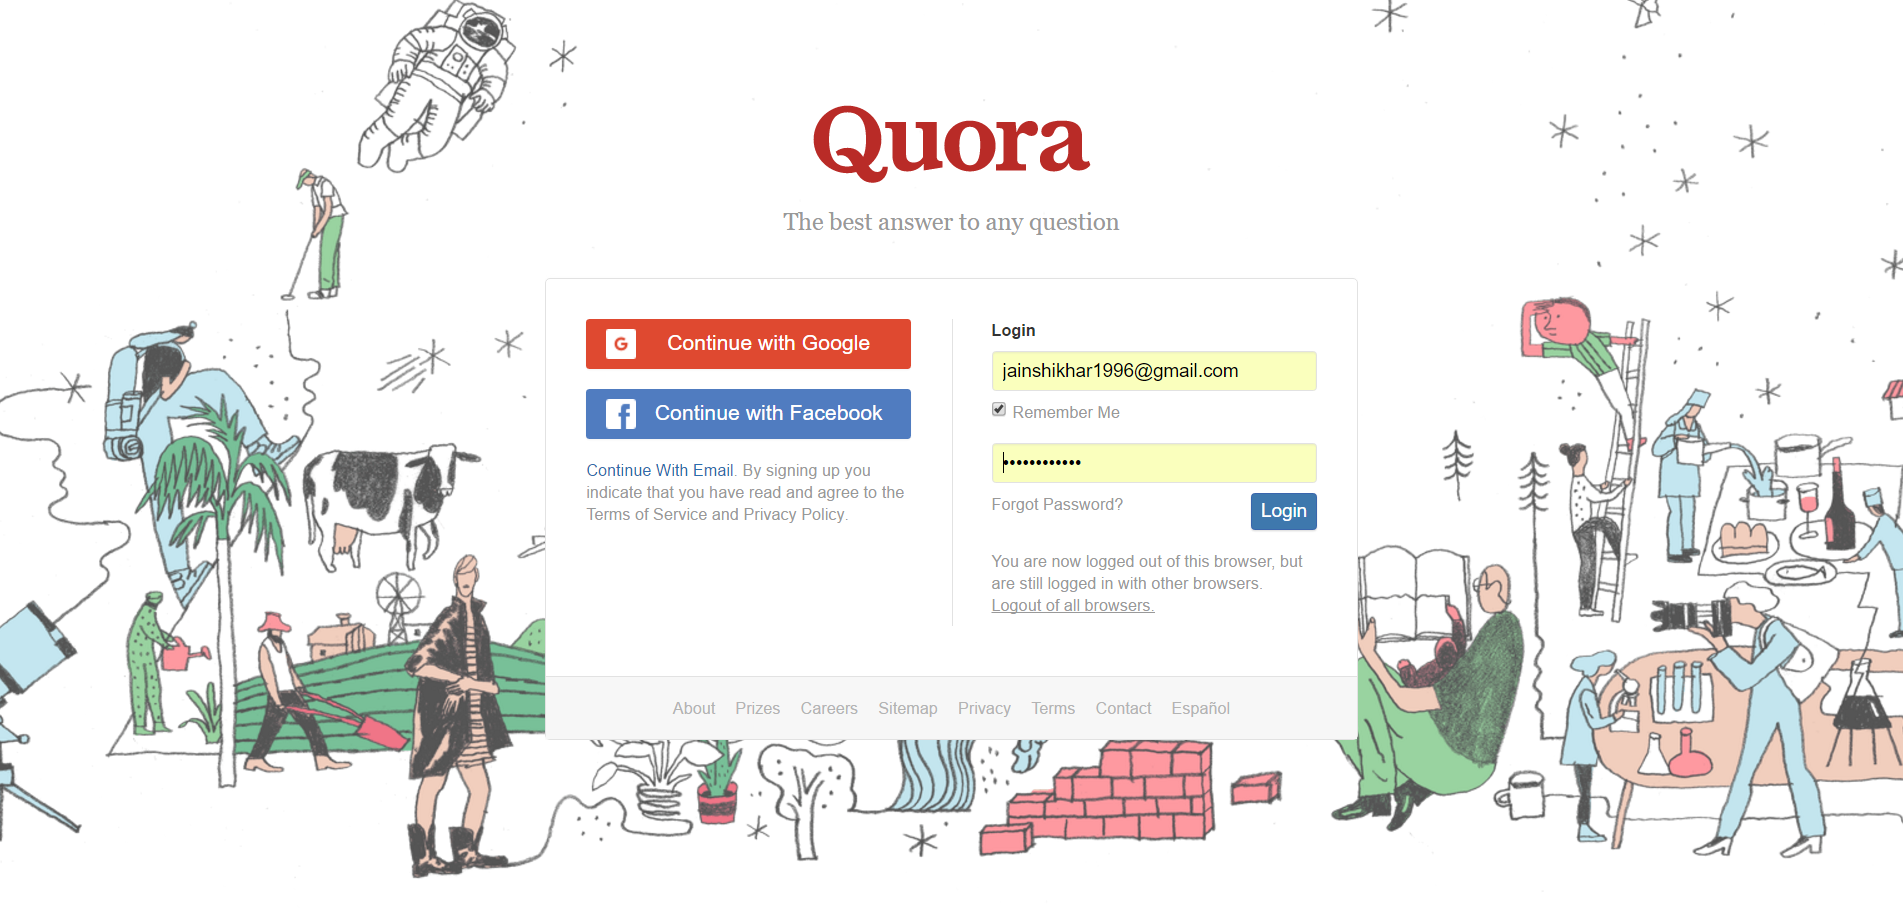 Quora
The best answer to any question
G Continue with Google
f Continue with Facebook
Continue With Email. By signing up you
indicate that you have read and agree to the
Terms of Service and Privacy Policy.
Login
jainshikhar1996@gmail.com
Remember Me
••••••••••••
Forgot Password?
Login
You are now logged out of this browser, but
are still logged in with other browsers.
Logout of all browsers.
About Prizes Careers Sitemap Privacy Terms Contact Español